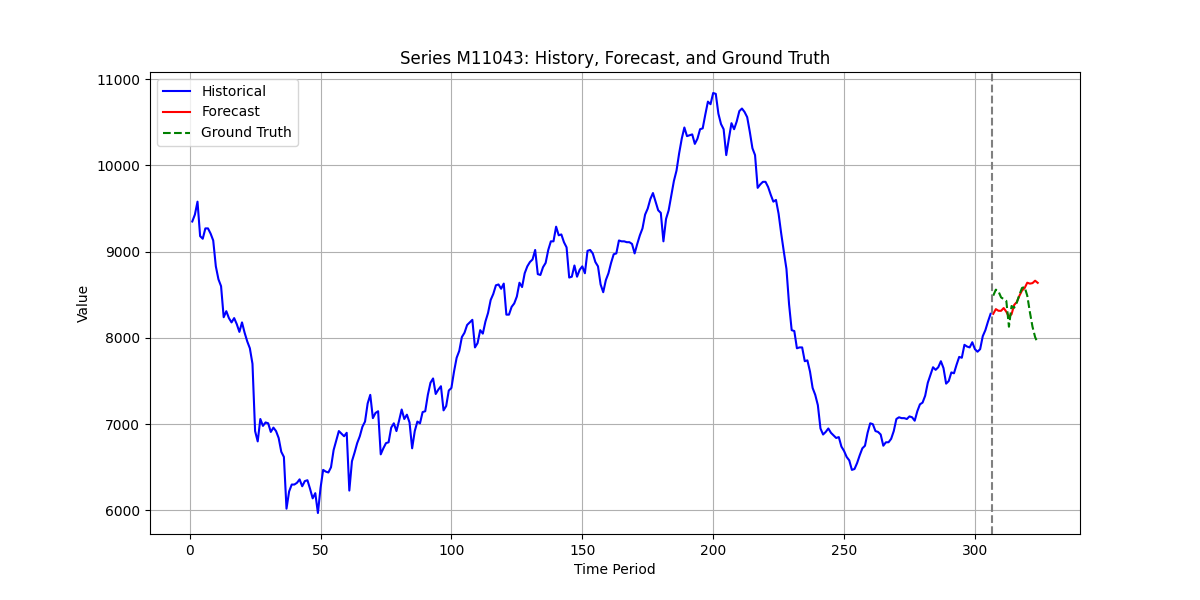 Series M11043: History, Forecast, and Ground Truth
Historical
Forecast
Ground Truth
11000
10000
9000
8000
7000
6000
Value
0 50 100 150 200 250 300
Time Period